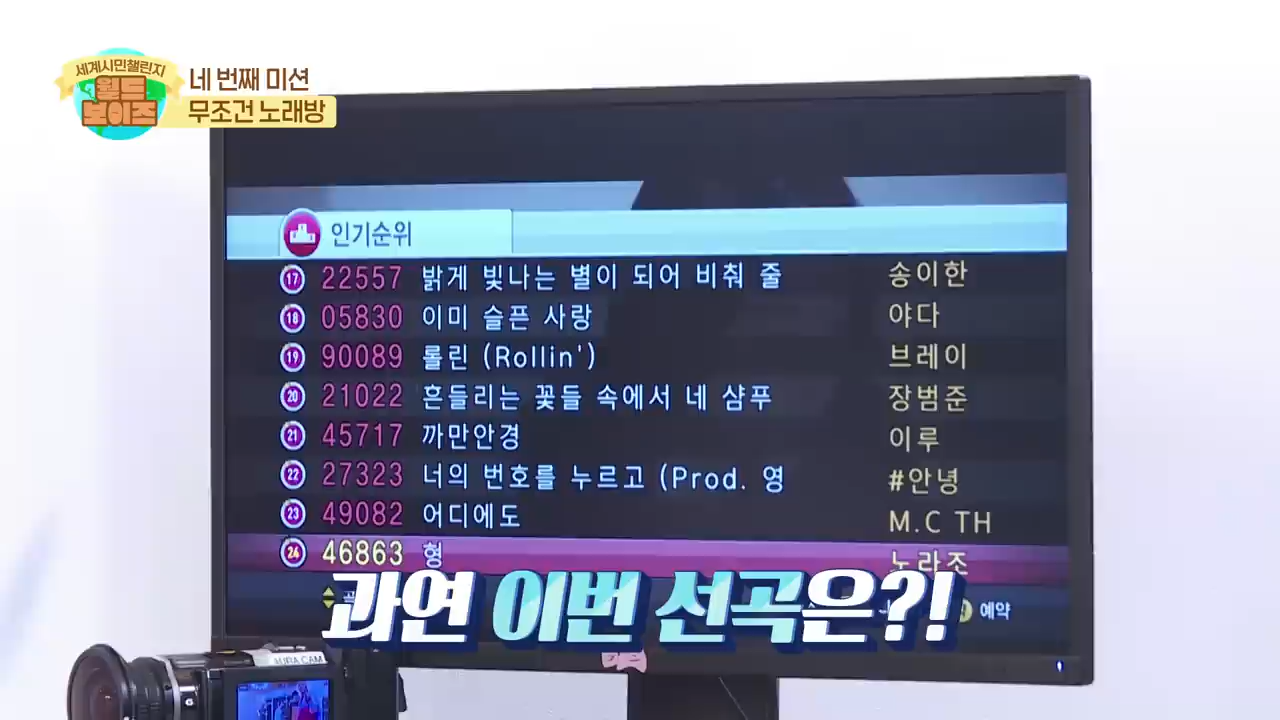 세계시민챌린지
월드
보이즈
네 번째 미션
무조건 노래방
인기순위
17 22557 밝게 빛나는 별이 되어 비춰 줄 송이한
18 05830 이미 슬픈 사랑 야다
19 90089 롤린 (Rollin') 브레이
20 21022 흔들리는 꽃들 속에서 네 샴푸 장범준
21 45717 까만안경 이루
22 27323 너의 번호를 누르고 (Prod. 영 #안녕
23 49082 어디에도 M.C TH
24 46863 형 노라조
예약
과연 이번 선곡은?!